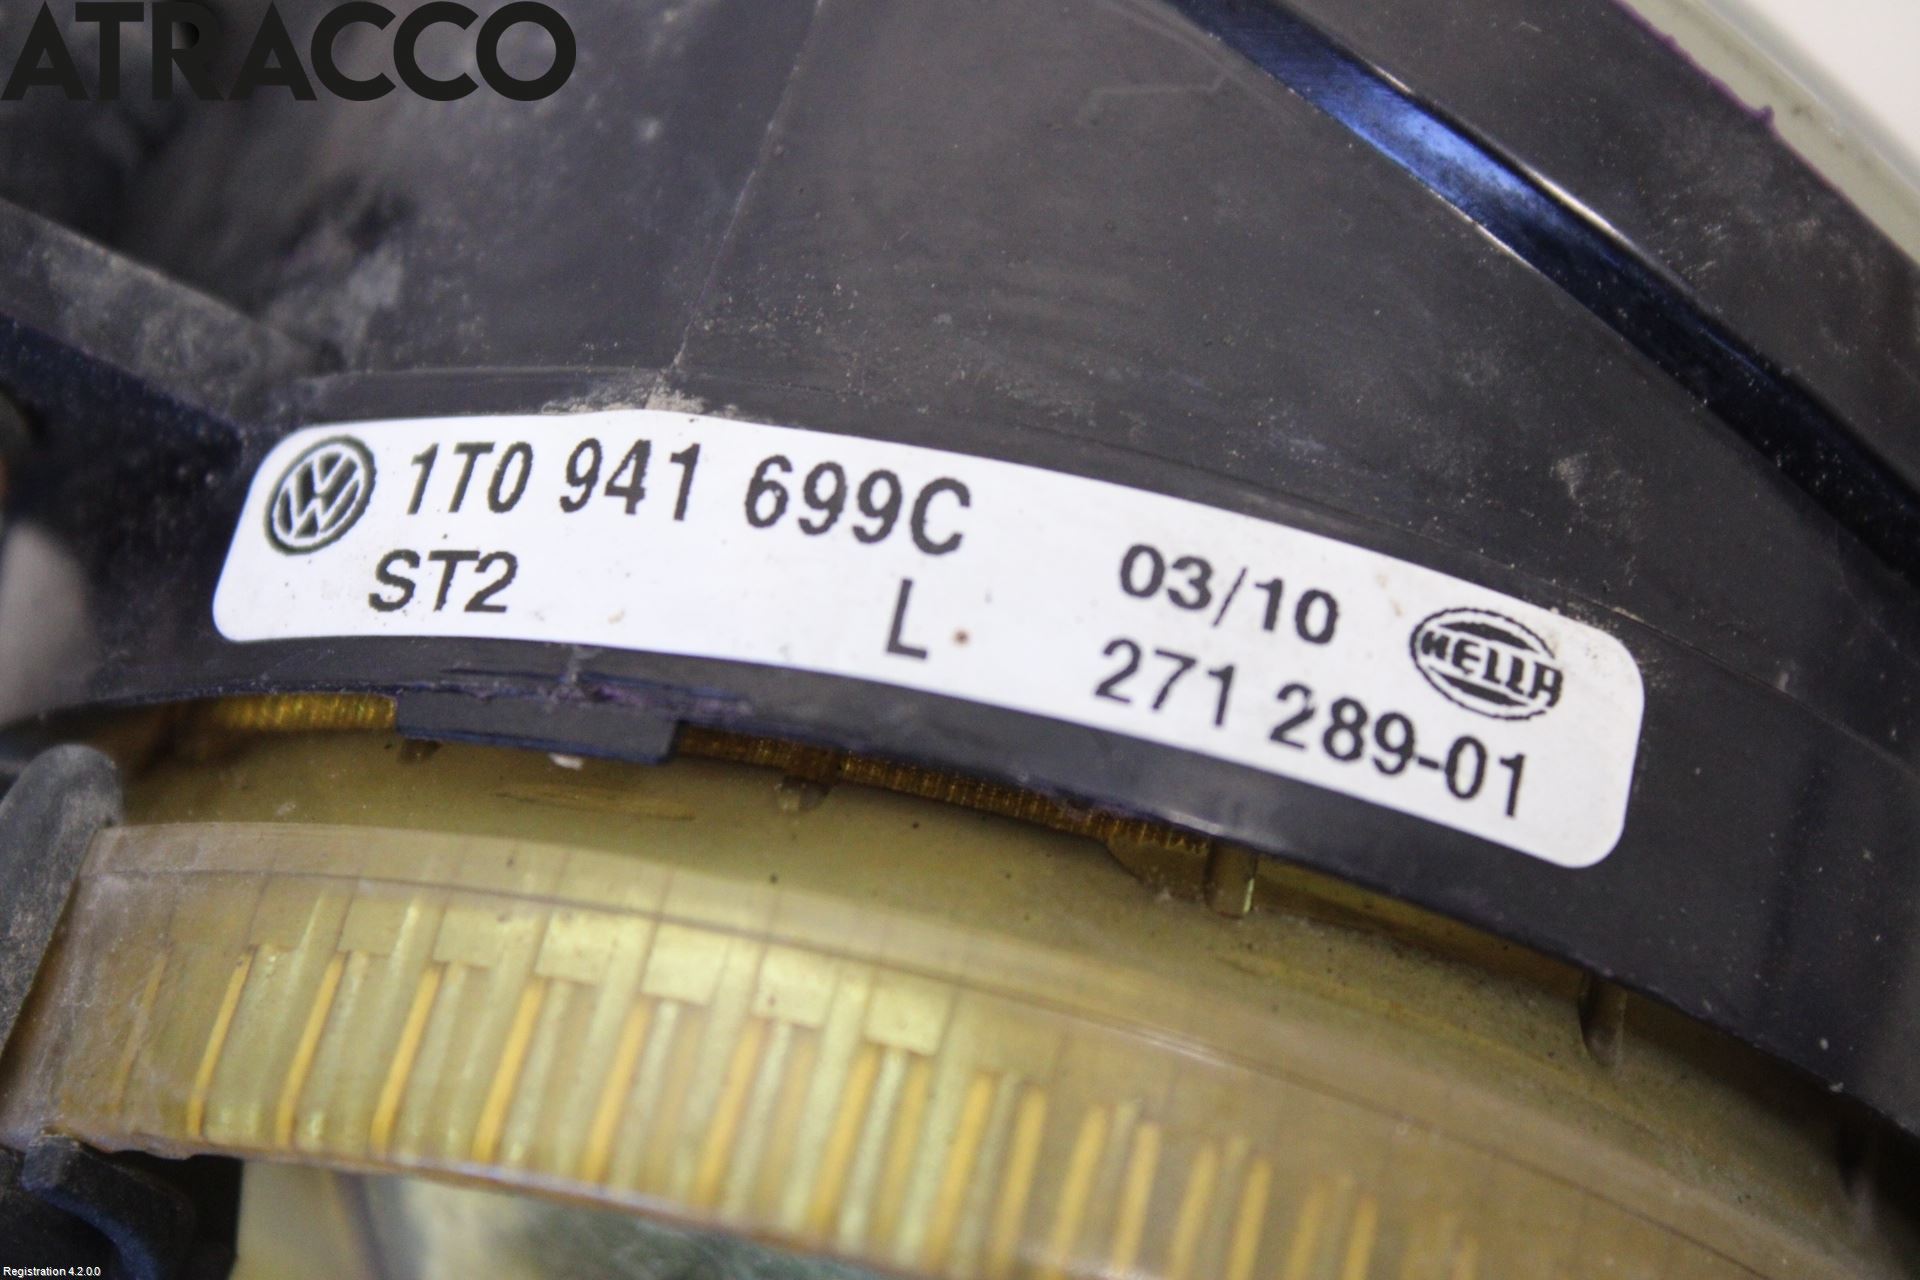 ATRACCO
1T0 941 699C
ST2
L
03/10
HELLA
271 289-01
Registration 4.2.0.0